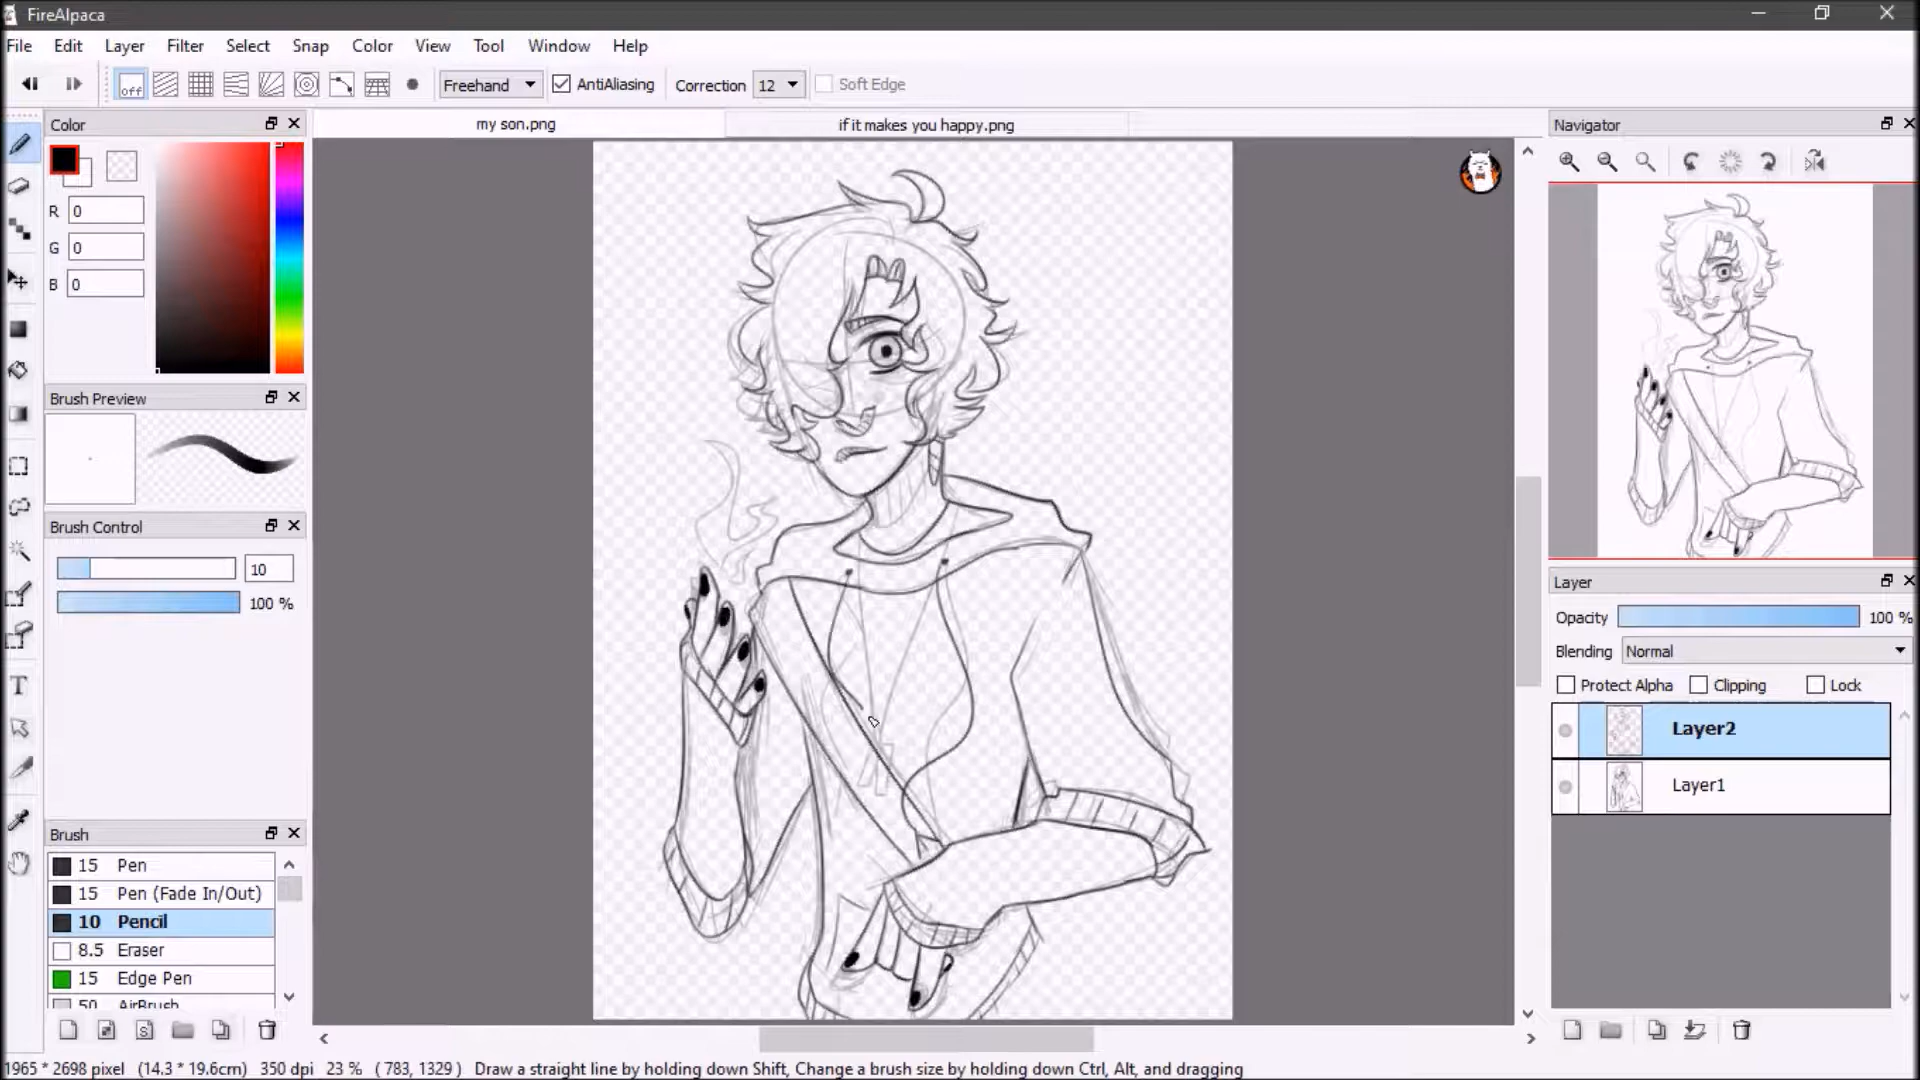 FireAlpaca
File Edit Layer Filter Select Snap Color View Tool Window Help
off Freehand AntiAliasing Correction 12 Soft Edge
Color
my son.png
if it makes you happy.png
Navigator
R 0
G 0
B 0
Brush Preview
Brush Control
10
100 %
Layer
Opacity 100 %
Blending Normal
Protect Alpha Clipping Lock
Layer2
Layer1
Brush
15 Pen
15 Pen (Fade In/Out)
10 Pencil
8.5 Eraser
15 Edge Pen
50 AirBrush
T
1965 * 2698 pixel (14.3 * 19.6cm) 350 dpi 23 % ( 783, 1329 ) Draw a straight line by holding down Shift, Change a brush size by holding down Ctrl, Alt, and dragging